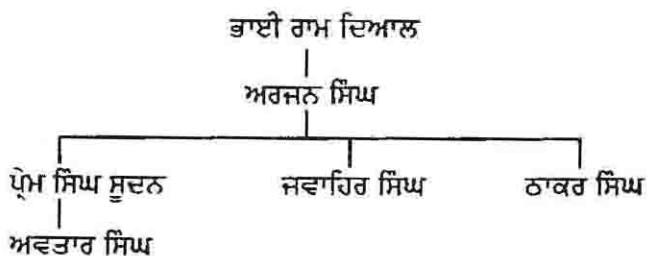 ਭਾਈ ਰਾਮ ਦਿਆਲ
ਅਰਜਨ ਸਿੰਘ
ਪ੍ਰੇਮ ਸਿੰਘ ਸੂਦਨ ਜਵਾਹਿਰ ਸਿੰਘ ਠਾਕਰ ਸਿੰਘ
ਅਵਤਾਰ ਸਿੰਘ